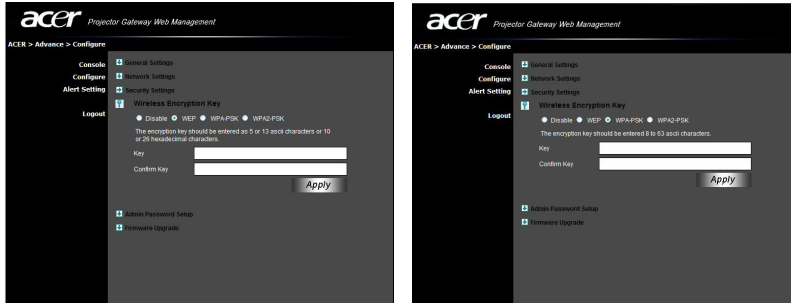 acer Projector Gateway Web Management
ACER > Advance > Configure
Console
Configure
Alert Setting
Logout
General Settings
Network Settings
Security Settings
Wireless Encryption Key
Disable WEP WPA-PSK WPA2-PSK
The encryption key should be entered as 5 or 13 ascii characters or 10
or 26 hexadecimal characters.
Key
Confirm Key
Apply
Admin Password Setup
Firmware Upgrade
acer Projector Gateway Web Management
ACER > Advance > Configure
Console
Configure
Alert Setting
Logout
General Settings
Network Settings
Security Settings
Wireless Encryption Key
Disable WEP WPA-PSK WPA2-PSK
The encryption key should be entered 8 to 63 ascii characters.
Key
Confirm Key
Apply
Admin Password Setup
Firmware Upgrade